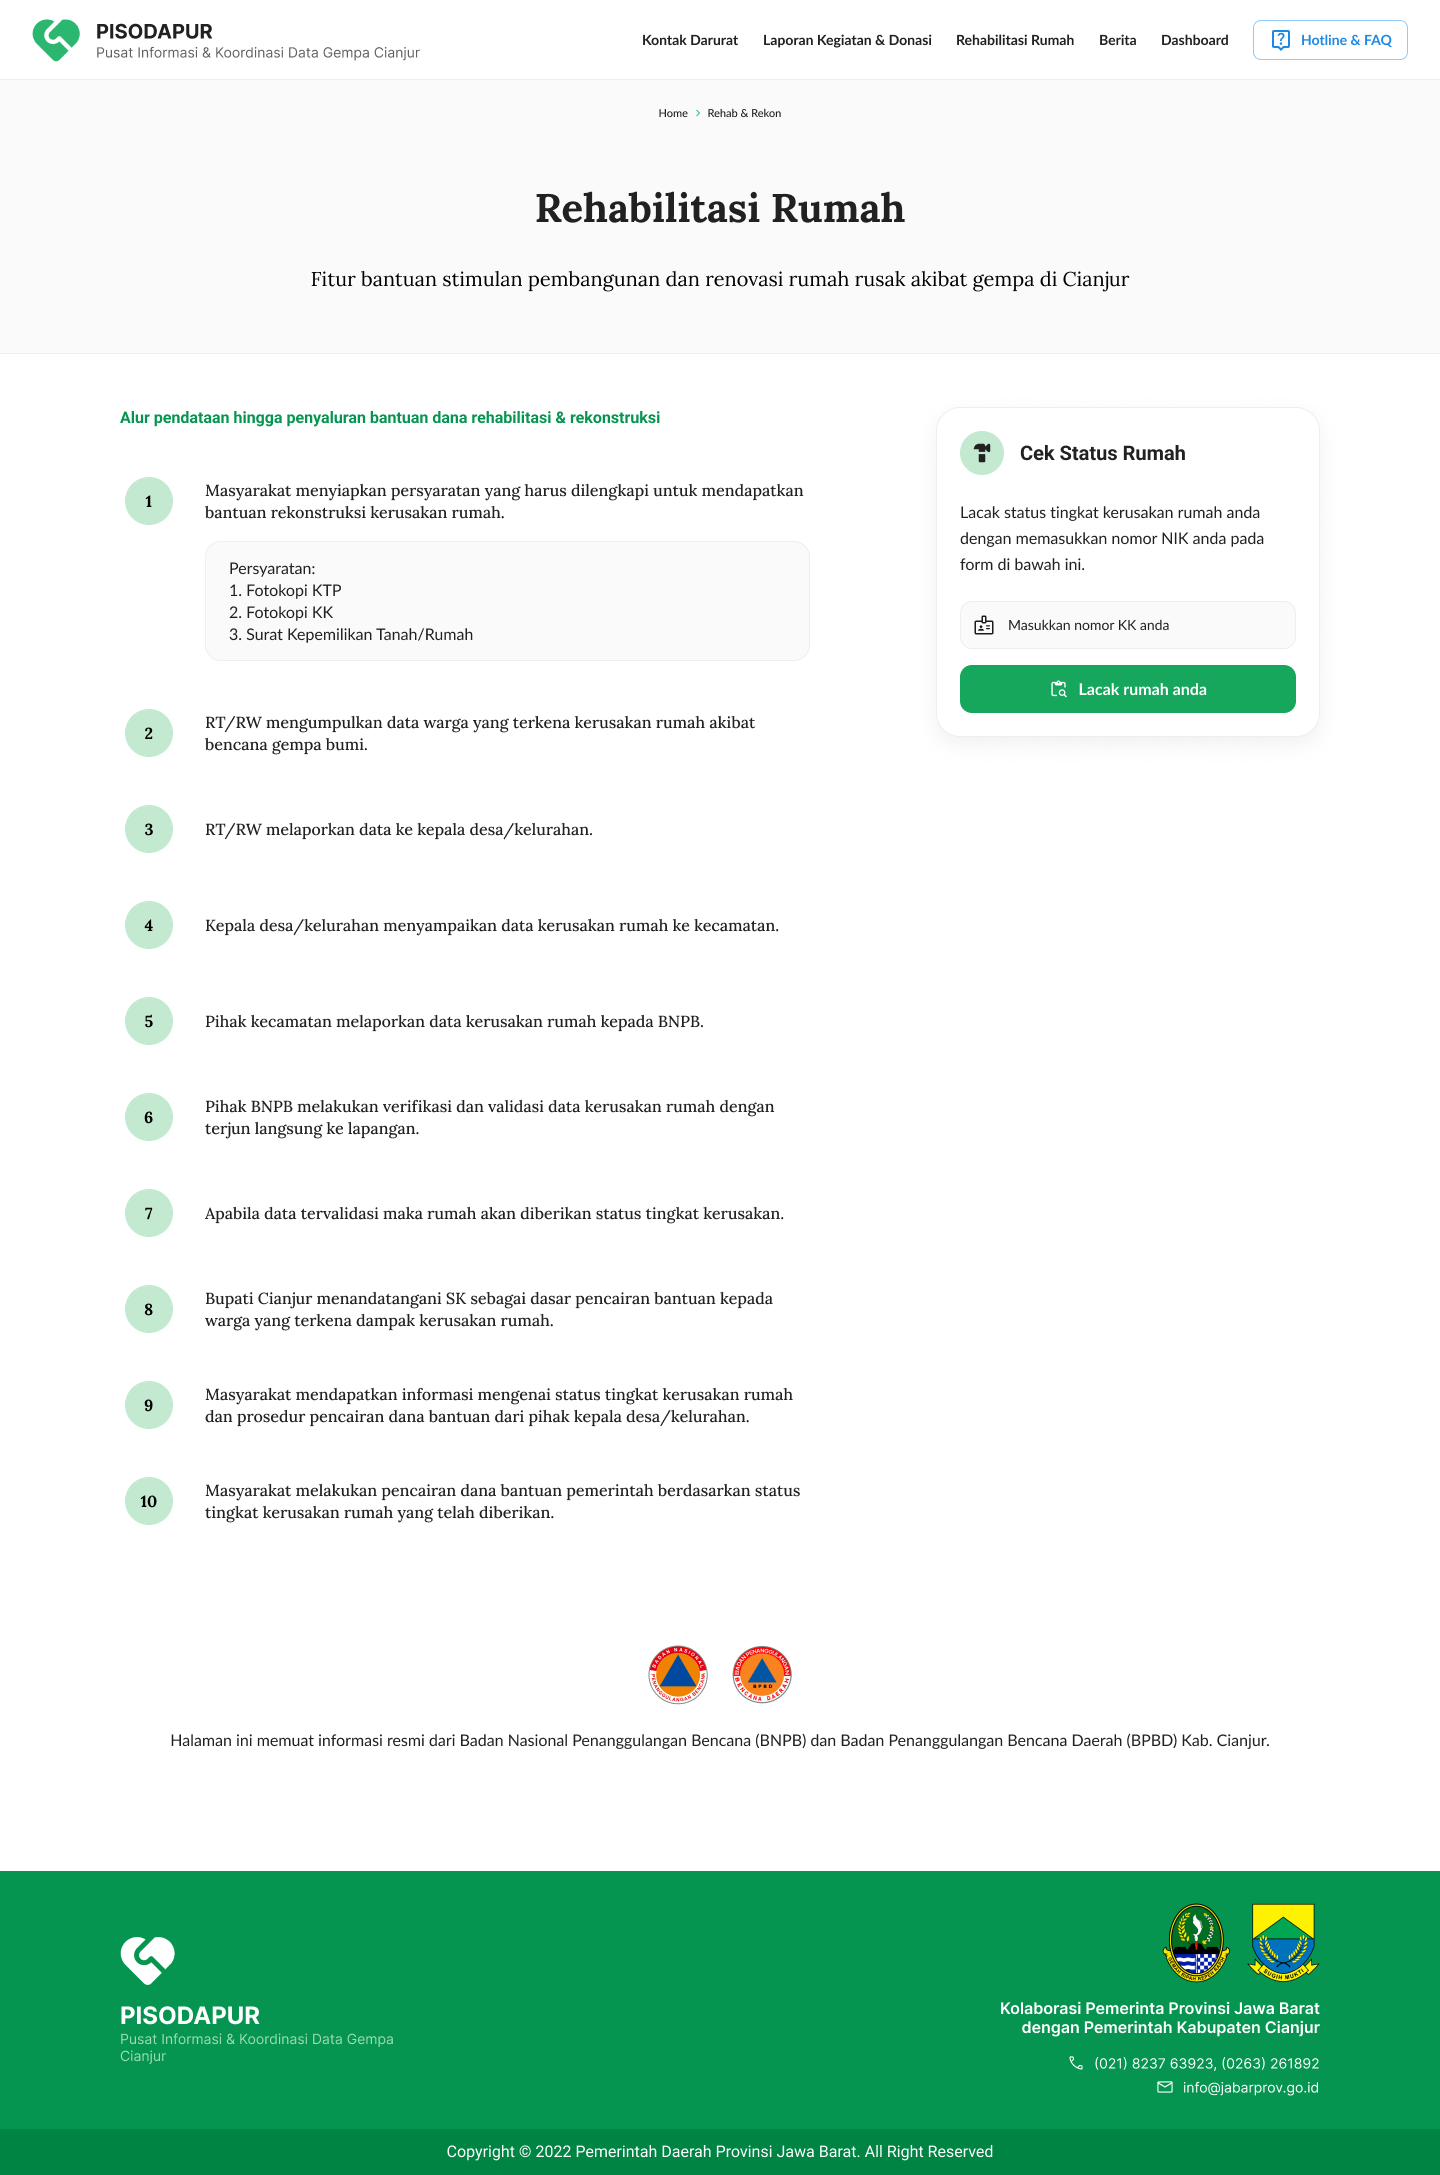 PISODAPUR
Pusat Informasi & Koordinasi Data Gempa Cianjur
Kontak Darurat
Laporan Kegiatan & Donasi
Rehabilitasi Rumah
Berita
Dashboard
Hotline & FAQ
Home > Rehab & Rekon
Rehabilitasi Rumah
Fitur bantuan stimulan pembangunan dan renovasi rumah rusak akibat gempa di Cianjur
Alur pendataan hingga penyaluran bantuan dana rehabilitasi & rekonstruksi
1
Masyarakat menyiapkan persyaratan yang harus dilengkapi untuk mendapatkan
bantuan rekonstruksi kerusakan rumah.
Persyaratan:
1. Fotokopi KTP
2. Fotokopi KK
3. Surat Kepemilikan Tanah/Rumah
2
RT/RW mengumpulkan data warga yang terkena kerusakan rumah akibat
bencana gempa bumi.
3
RT/RW melaporkan data ke kepala desa/kelurahan.
4
Kepala desa/kelurahan menyampaikan data kerusakan rumah ke kecamatan.
5
Pihak kecamatan melaporkan data kerusakan rumah kepada BNPB.
6
Pihak BNPB melakukan verifikasi dan validasi data kerusakan rumah dengan
terjun langsung ke lapangan.
7
Apabila data tervalidasi maka rumah akan diberikan status tingkat kerusakan.
8
Bupati Cianjur menandatangani SK sebagai dasar pencairan bantuan kepada
warga yang terkena dampak kerusakan rumah.
9
Masyarakat mendapatkan informasi mengenai status tingkat kerusakan rumah
dan prosedur pencairan dana bantuan dari pihak kepala desa/kelurahan.
10
Masyarakat melakukan pencairan dana bantuan pemerintah berdasarkan status
tingkat kerusakan rumah yang telah diberikan.
Cek Status Rumah
Lacak status tingkat kerusakan rumah anda
dengan memasukkan nomor NIK anda pada
form di bawah ini.
Masukkan nomor KK anda
Lacak rumah anda
BADAN NASIONAL
PENANGGULANGAN BENCANA
BADAN PENANGGULANGAN
BPBD
BENCANA DAERAH
Halaman ini memuat informasi resmi dari Badan Nasional Penanggulangan Bencana (BNPB) dan Badan Penanggulangan Bencana Daerah (BPBD) Kab. Cianjur.
PISODAPUR
Pusat Informasi & Koordinasi Data Gempa
Cianjur
SUGIH MUKTI
Kolaborasi Pemerinta Provinsi Jawa Barat
dengan Pemerintah Kabupaten Cianjur
(021) 8237 63923, (0263) 261892
info@jabarprov.go.id
Copyright © 2022 Pemerintah Daerah Provinsi Jawa Barat. All Right Reserved